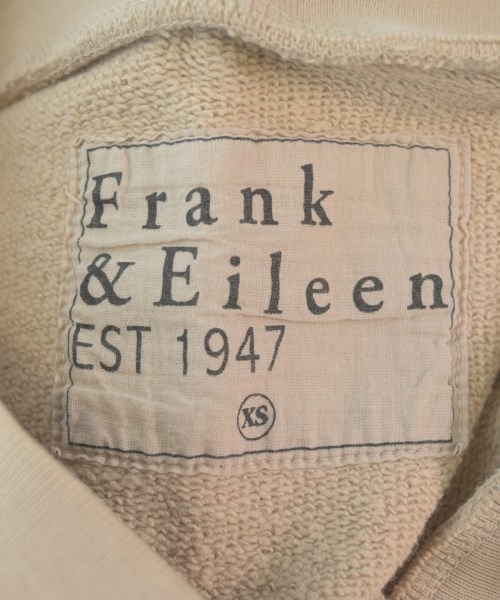 Frank
& Eileen
EST 1947
XS